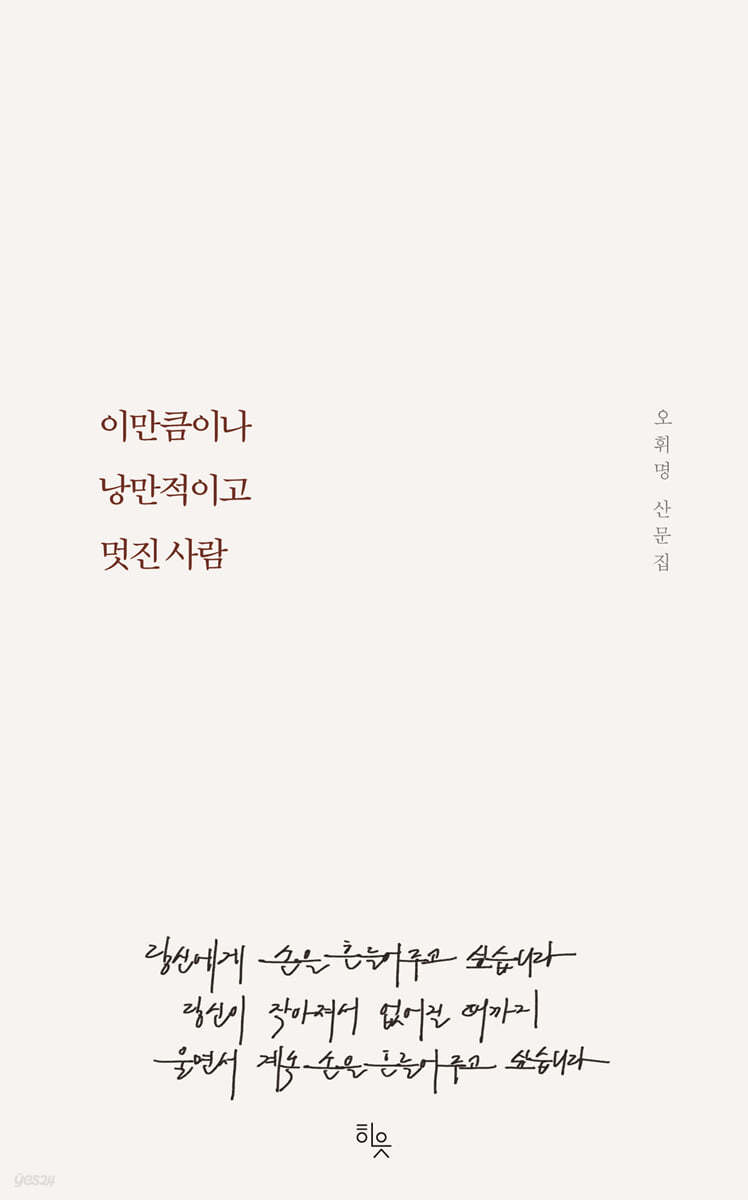 이만큼이나
낭만적이고
멋진 사람
오휘명 산문집
당신에게 손을 흔들어주고 싶습니다
당신이 작아져서 없어질 때까지
울면서 계속 손을 흔들어주고 싶습니다
히읏
yes24